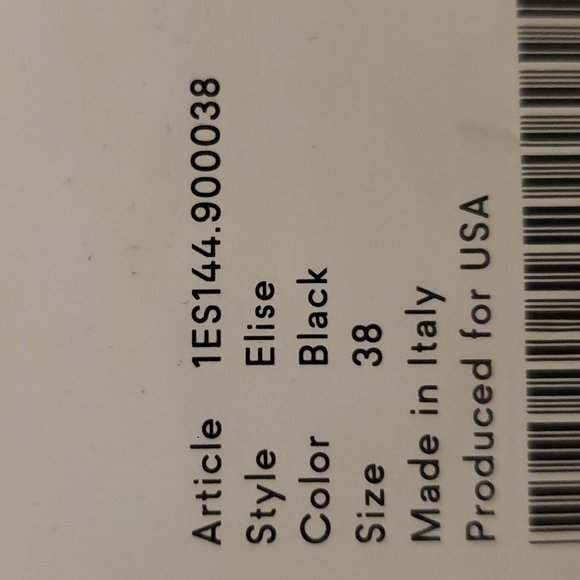 Article 1ES144.900038
Style Elise
Color Black
Size 38
Made in Italy
Produced for USA